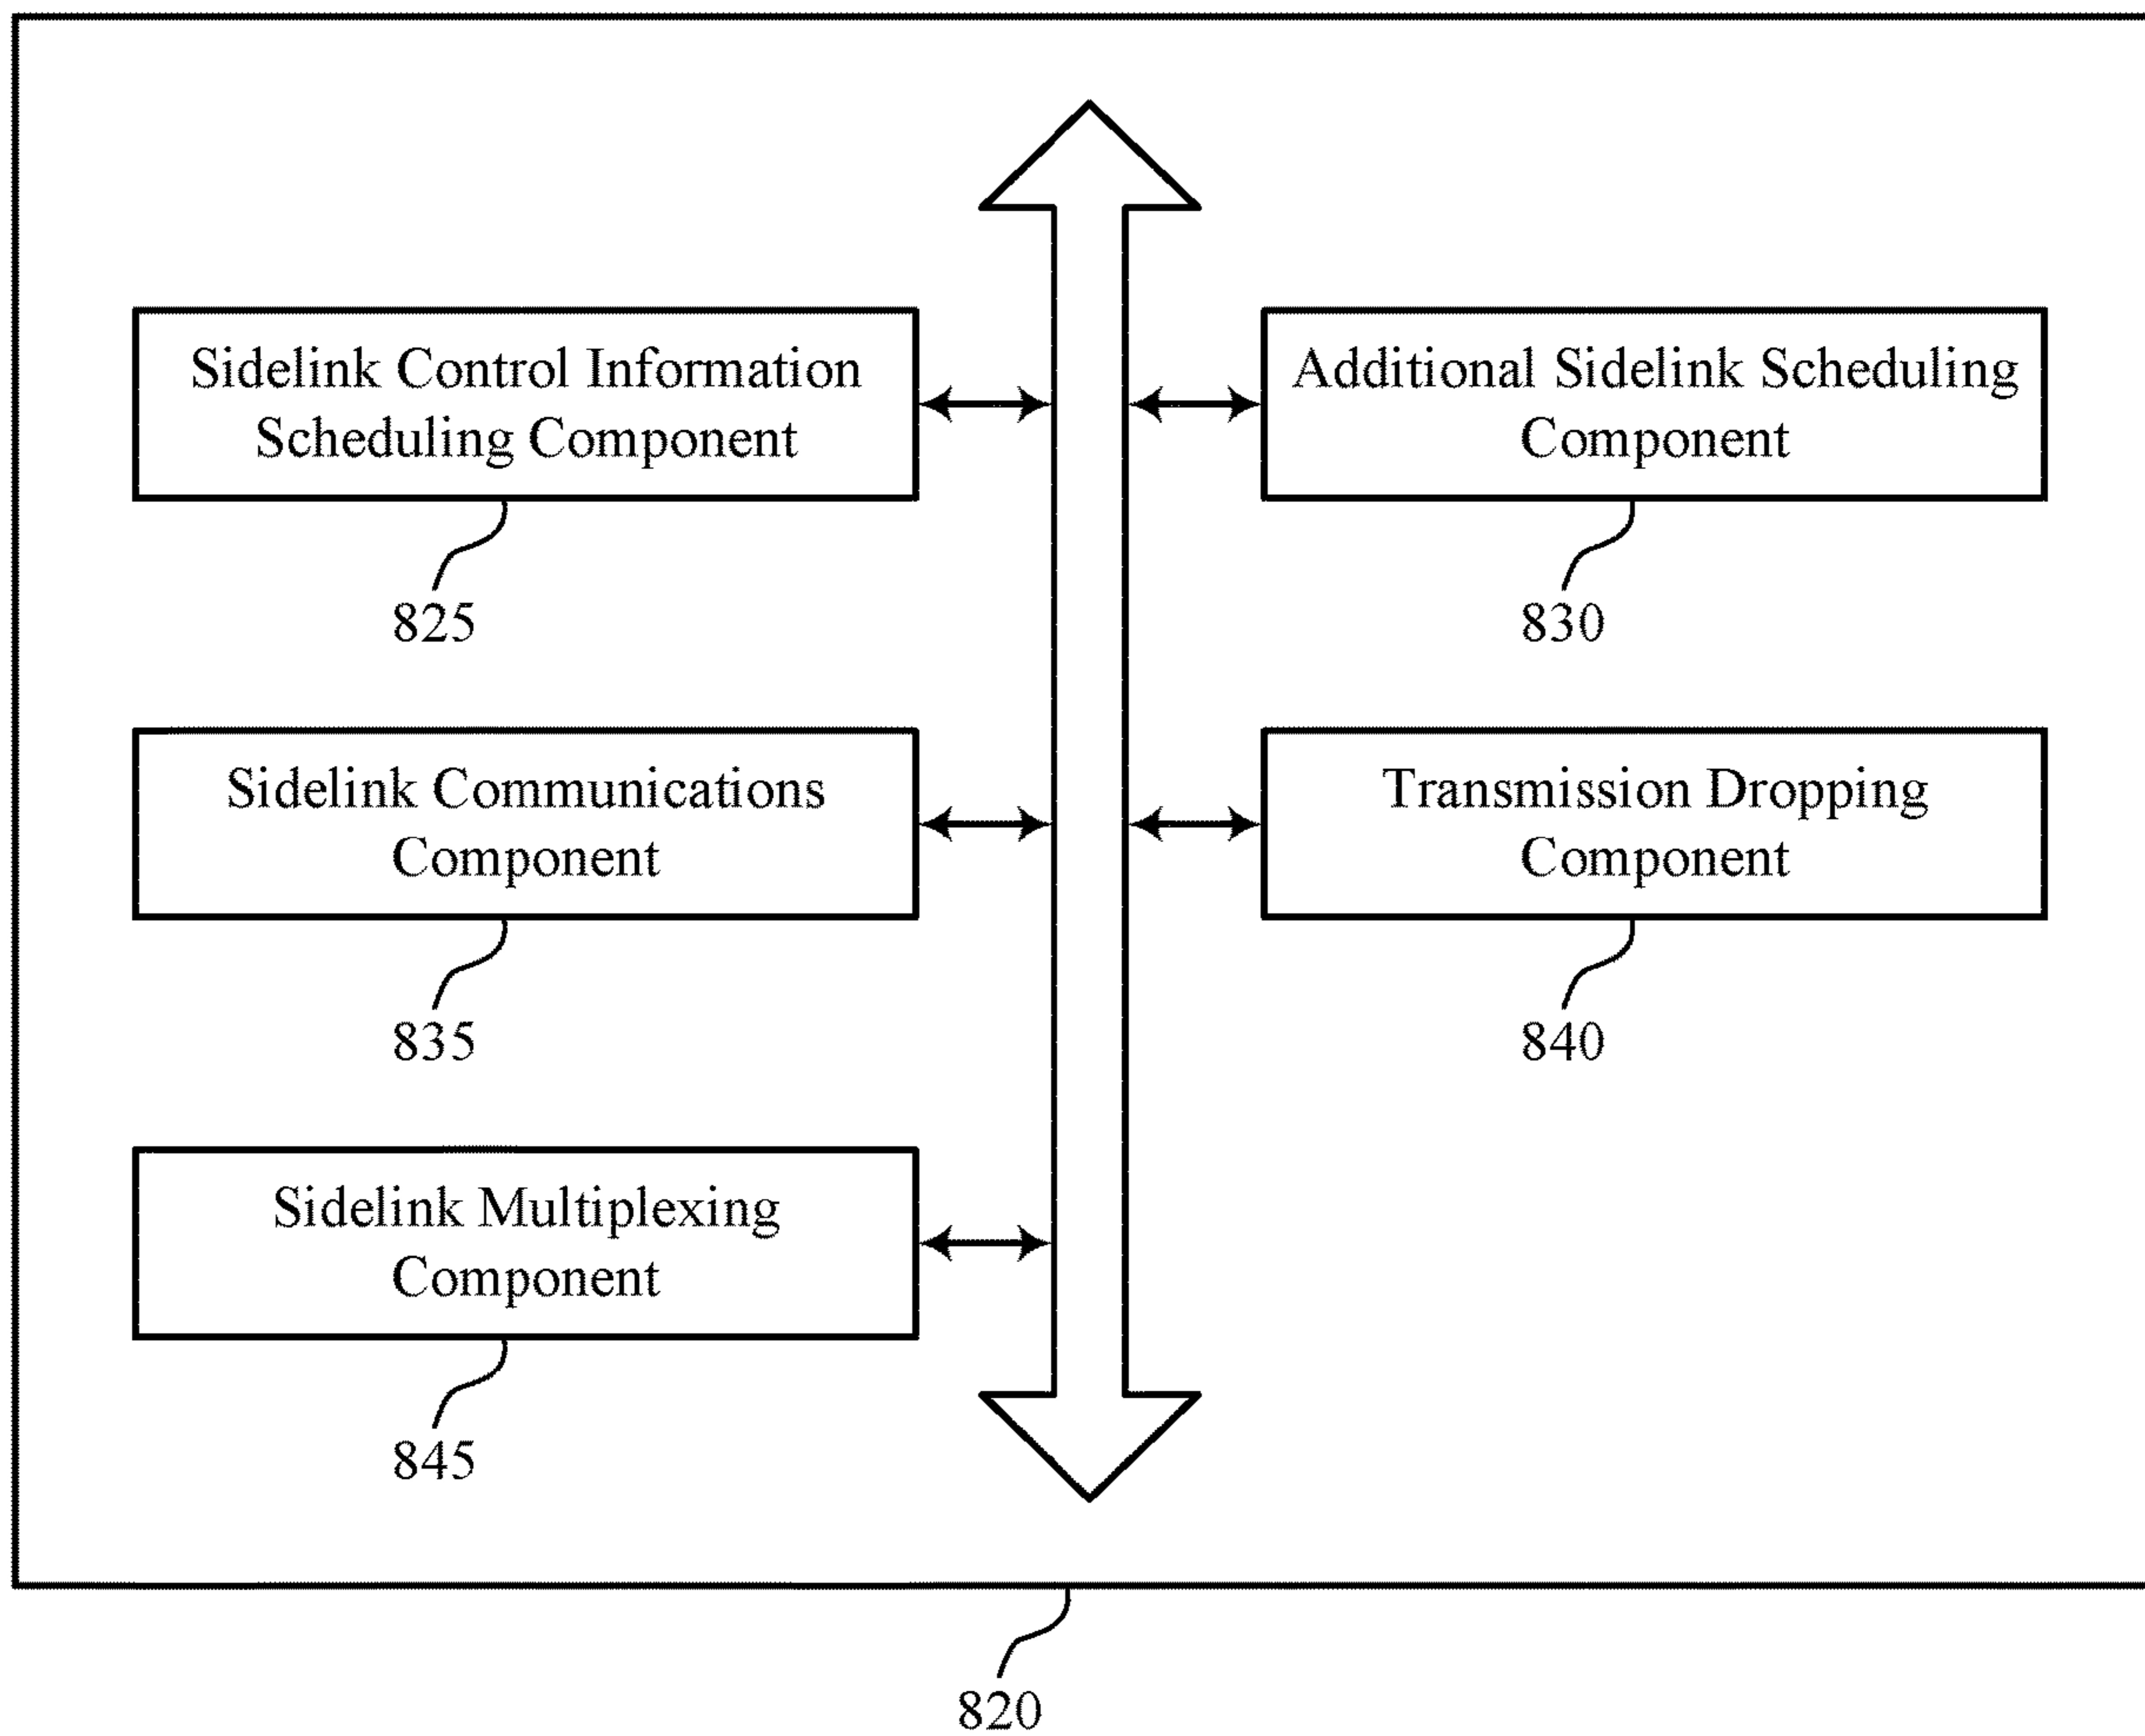 Sidelink Control Information
Scheduling Component
825
Additional Sidelink Scheduling
Component
830
Sidelink Communications
Component
835
Transmission Dropping
Component
840
Sidelink Multiplexing
Component
845
820